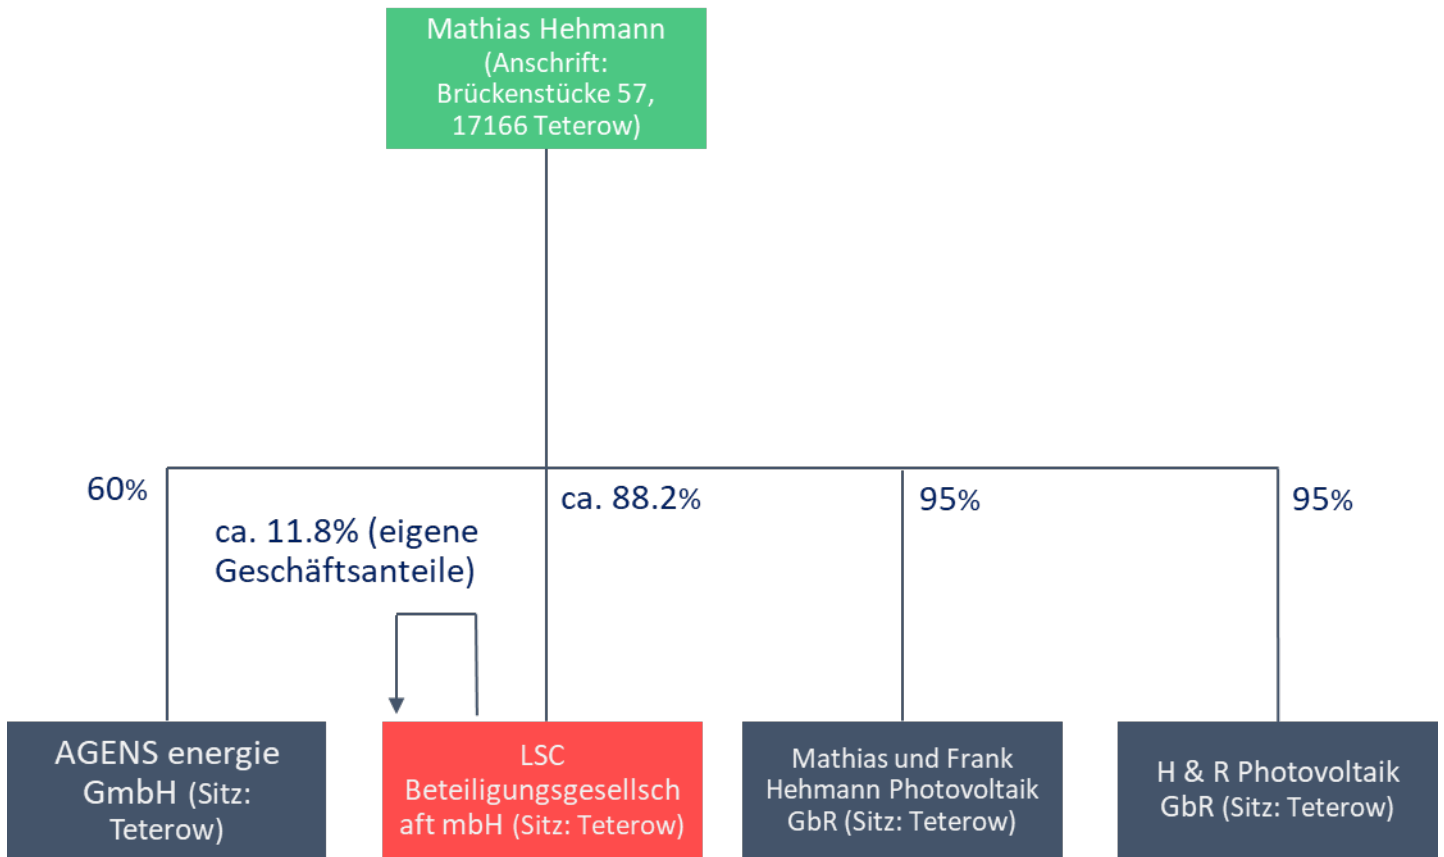 Mathias Hehmann
(Anschrift:
Brückenstücke 57,
17166 Teterow)
60%
ca. 88.2%
95%
95%
ca. 11.8% (eigene
Geschäftsanteile)
AGENS energie
GmbH (Sitz:
Teterow)
LSC
Beteiligungsgesellsch
aft mbH (Sitz: Teterow)
Mathias und Frank
Hehmann Photovoltaik
GbR (Sitz: Teterow)
H & R Photovoltaik
GbR (Sitz: Teterow)